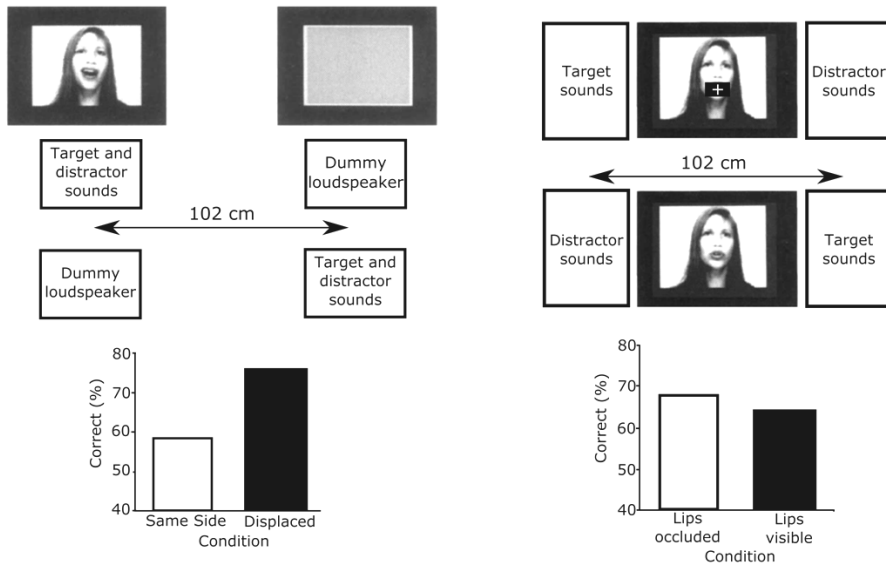 Target and
distractor
sounds
Dummy
loudspeaker
102 cm
Dummy
loudspeaker
Target and
distractor
sounds
80
70
60
50
40
Correct (%)
Same Side
Displaced
Condition
Target
sounds
Distractor
sounds
102 cm
Distractor
sounds
Target
sounds
80
70
60
50
40
Correct (%)
Lips
occluded
Lips
visible
Condition